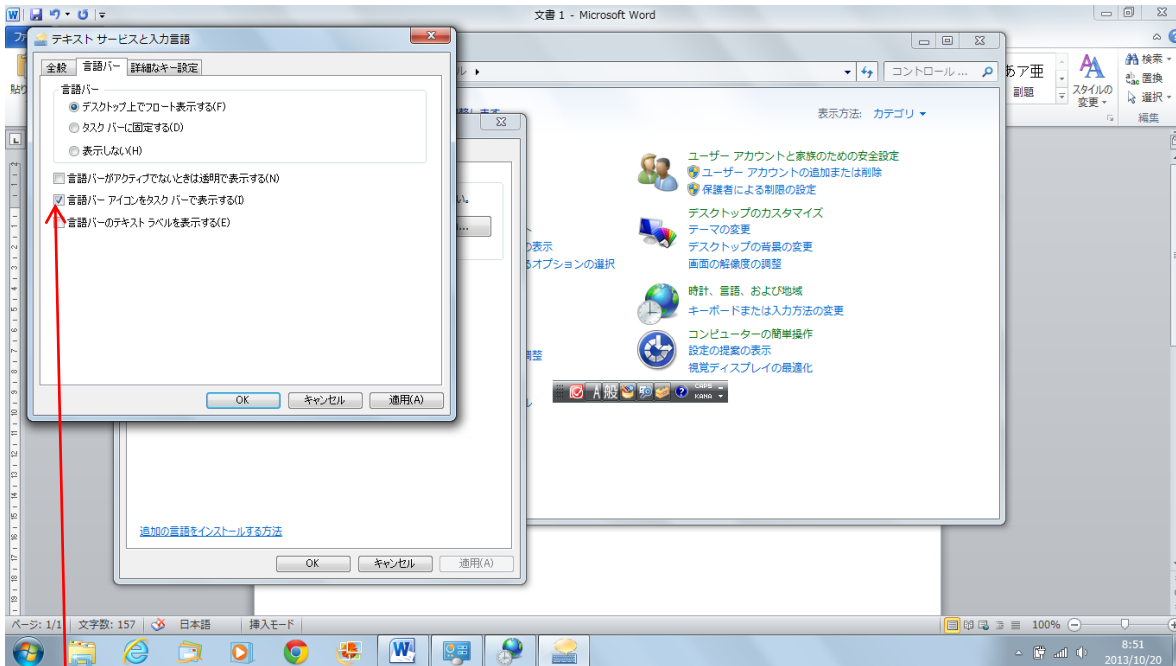 文書 1 - Microsoft Word
テキスト サービスと入力言語
全般 言語バー 詳細なキー設定
言語バー
デスクトップ上でフロート表示する(F)
タスク バーに固定する(D)
表示しない(H)
言語バーがアクティブでないときは透明で表示する(N)
言語バー アイコンをタスク バーで表示する(I)
言語バーのテキスト ラベルを表示する(E)
OK キャンセル 適用(A)
コントロール ...
表示方法: カテゴリ
ユーザー アカウントと家族のための安全設定
ユーザー アカウントの追加または削除
保護者による制限の設定
デスクトップのカスタマイズ
テーマの変更
デスクトップの背景の変更
画面の解像度の調整
時計、言語、および地域
キーボードまたは入力方法の変更
コンピューターの簡単操作
設定の提案の表示
視覚ディスプレイの最適化
の表示
オプションの選択
調整
A 般 CAPS
KANA
追加の言語をインストールする方法
OK キャンセル 適用(A)
あア亜
副題
スタイルの
変更
検索
置換
選択
編集
ページ: 1/1 文字数: 157 日本語 挿入モード 100%
8:51
2013/10/20